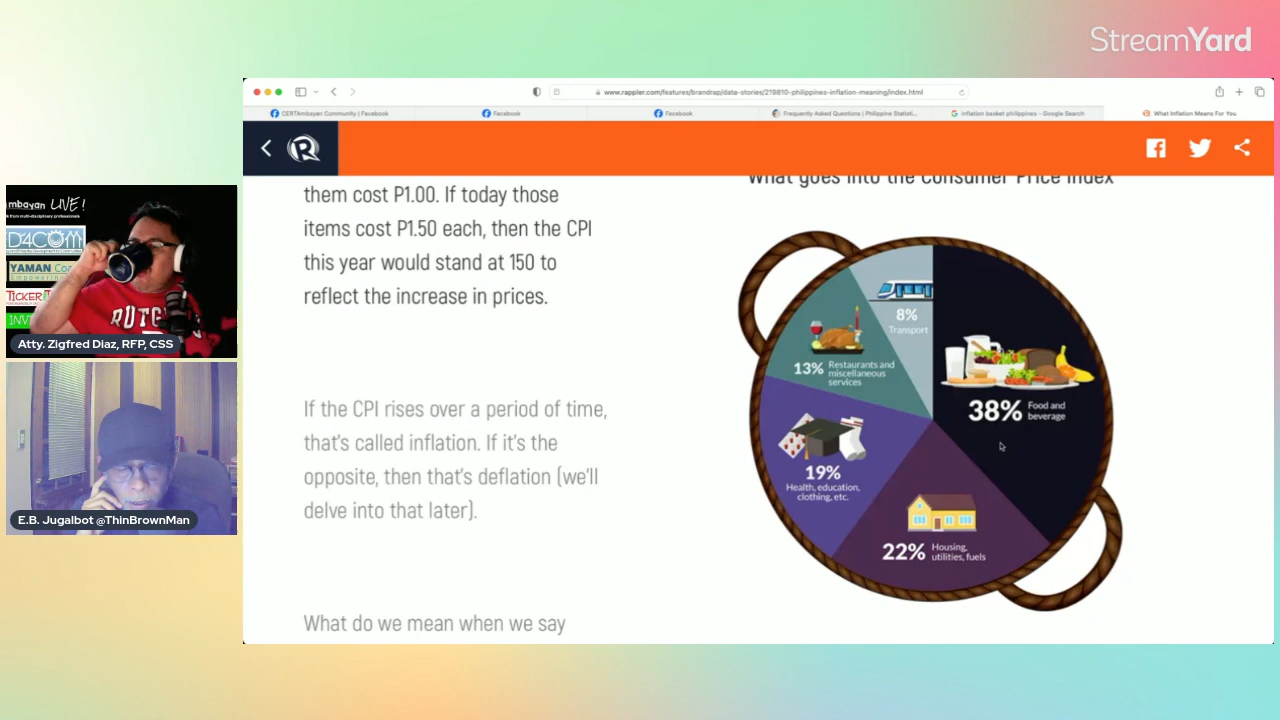 StreamYard
www.rappler.com/features/brandrap/data-stories/219810-philippines-inflation-meaning/index.html
CERTAmbayan Community | Facebook
Facebook
Facebook
Frequently Asked Questions | Philippine Statisti...
inflation basket philippines - Google Search
What Inflation Means For You
R
them cost P1.00. If today those
items cost P1.50 each, then the CPI
this year would stand at 150 to
reflect the increase in prices.
If the CPI rises over a period of time,
that's called inflation. If it's the
opposite, then that's deflation (we'll
delve into that later).
What do we mean when we say
What goes into the Consumer Price Index
8%
Transport
13% Restaurants and
miscellaneous
services
38% Food and
beverage
19%
Health, education,
clothing, etc.
22% Housing,
utilities, fuels
mbayan LIVE!
from multi-disciplinary professionals
D4COM
YAMAN Coa
TICKER
INV
RUTG
Atty. Zigfred Diaz, RFP, CSS
E.B. Jugalbot @ThinBrownMan